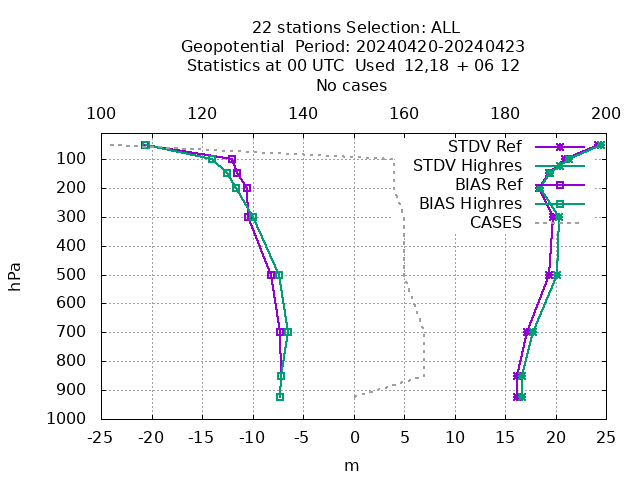 22 stations Selection: ALL
Geopotential  Period: 20240420-20240423
Statistics at 00 UTC  Used 12,18 + 06 12
No cases
100 120 140 160 180 200
STDV Ref
STDV Highres
BIAS Ref
BIAS Highres
CASES
hPa
100
200
300
400
500
600
700
800
900
1000
-25 -20 -15 -10 -5 0 5 10 15 20 25
m